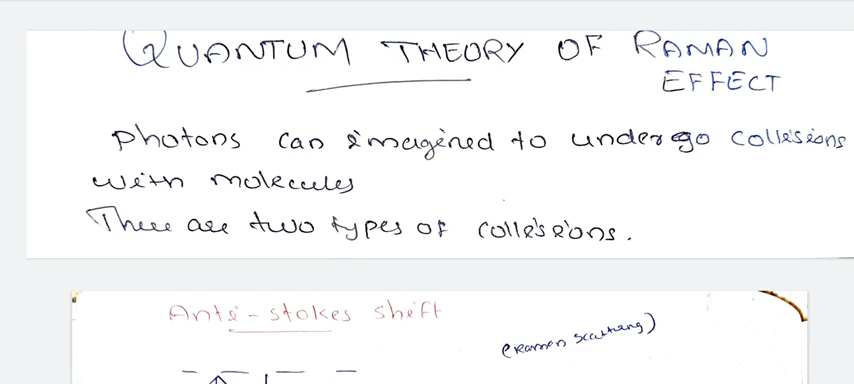 QUANTUM THEORY OF RAMAN
EFFECT
Photons can imagined to undergo collisions
with molecules
There are two types of collisions.
Anti-stokes shift
(Raman scattering)